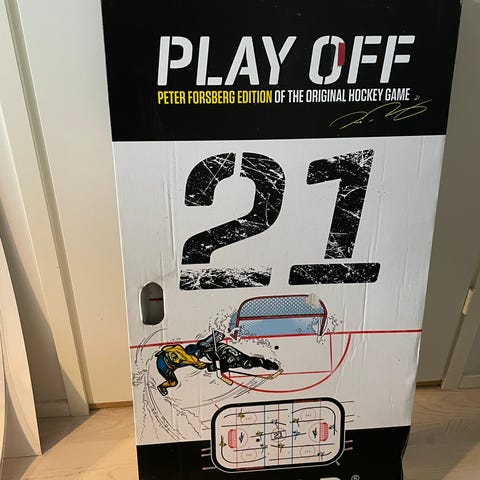 PLAY OFF
PETER FORSBERG EDITION OF THE ORIGINAL HOCKEY GAME
21